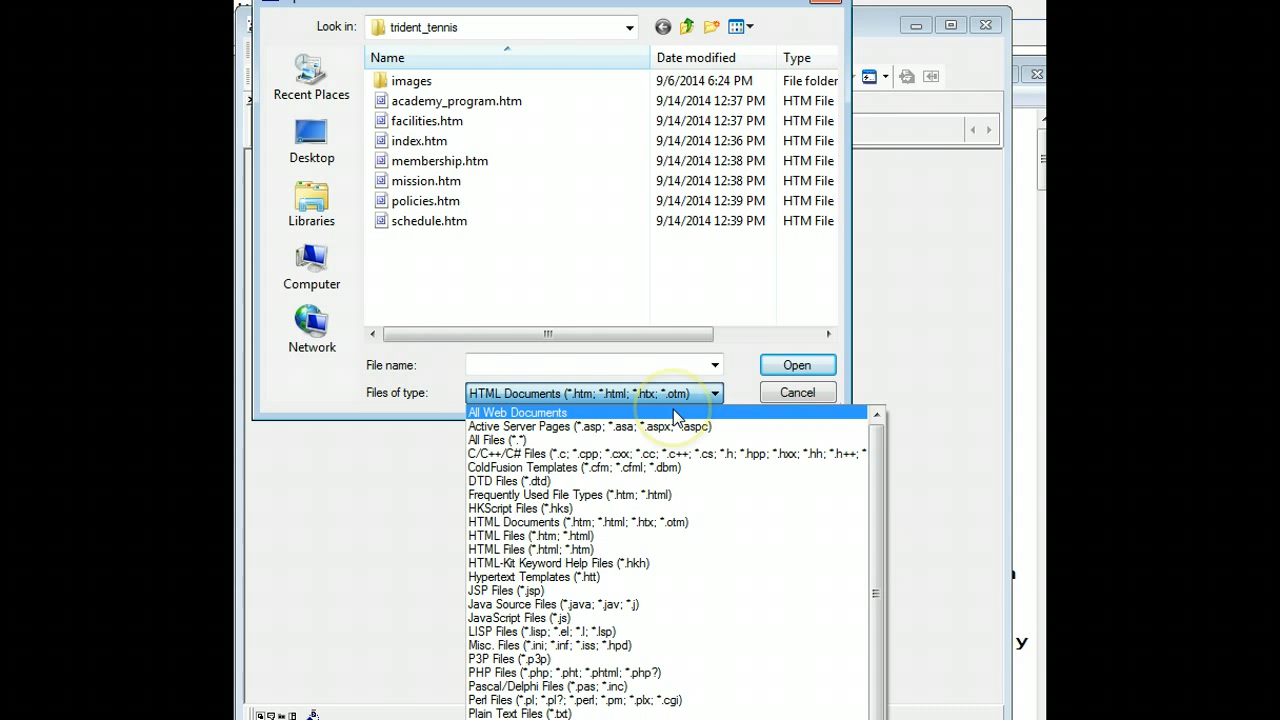 Look in: trident_tennis
Name Date modified Type
images 9/6/2014 6:24 PM File folder
academy_program.htm 9/14/2014 12:37 PM HTM File
facilities.htm 9/14/2014 12:37 PM HTM File
index.htm 9/14/2014 12:36 PM HTM File
membership.htm 9/14/2014 12:38 PM HTM File
mission.htm 9/14/2014 12:38 PM HTM File
policies.htm 9/14/2014 12:39 PM HTM File
schedule.htm 9/14/2014 12:39 PM HTM File
Recent Places
Desktop
Libraries
Computer
Network
File name: Open
Files of type: HTML Documents (*.htm; *.html; *.htx; *.otm) Cancel
All Web Documents
Active Server Pages (*.asp; *.asa; *.aspx; *.aspc)
All Files (*.*)
C/C++/C# Files (*.c; *.cpp; *.cxx; *.cc; *.c++; *.cs; *.h; *.hpp; *.hxx; *.hh; *.h++; *
ColdFusion Templates (*.cfm; *.cfml; *.dbm)
DTD Files (*.dtd)
Frequently Used File Types (*.htm; *.html)
HKScript Files (*.hks)
HTML Documents (*.htm; *.html; *.htx; *.otm)
HTML Files (*.htm; *.html)
HTML Files (*.html; *.htm)
HTML-Kit Keyword Help Files (*.hkh)
Hypertext Templates (*.htt)
JSP Files (*.jsp)
Java Source Files (*.java; *.jav; *.j)
JavaScript Files (*.js)
LISP Files (*.lisp; *.el; *.l; *.lsp)
Misc. Files (*.ini; *.inf; *.iss; *.hpd)
P3P Files (*.p3p)
PHP Files (*.php; *.pht; *.phtml; *.php?)
Pascal/Delphi Files (*.pas; *.inc)
Perl Files (*.pl; *.pl?; *.perl; *.pm; *.plx; *.cgi)
Plain Text Files (*.txt)
y